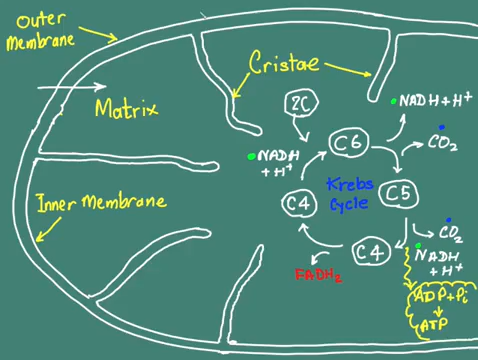 Outer
Membrane
Cristae
Matrix
2C
NADH + H+
CO2
C6
NADH
+ H+
Krebs
Cycle
C5
C4
Inner Membrane
CO2
C4
NADH
+ H+
FADH2
ADP + Pi
ATP